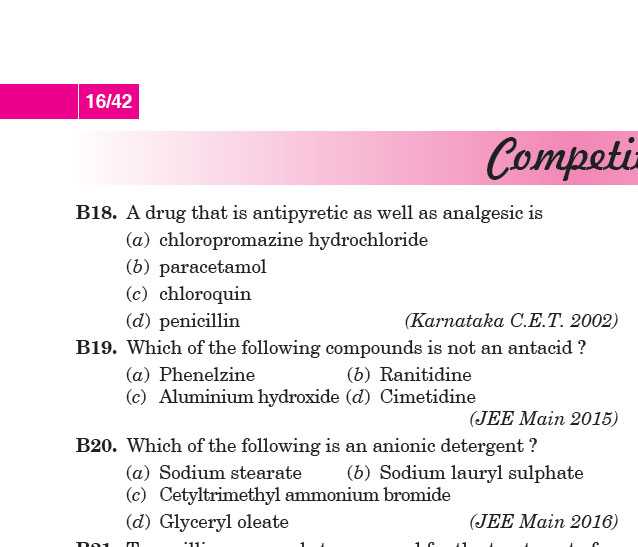 16/42
B18. A drug that is antipyretic as well as analgesic is
(a) chloropromazine hydrochloride
(b) paracetamol
(c) chloroquin
(d) penicillin (Karnataka C.E.T. 2002)
B19. Which of the following compounds is not an antacid ?
(a) Phenelzine (b) Ranitidine
(c) Aluminium hydroxide (d) Cimetidine
(JEE Main 2015)
B20. Which of the following is an anionic detergent ?
(a) Sodium stearate (b) Sodium lauryl sulphate
(c) Cetyltrimethyl ammonium bromide
(d) Glyceryl oleate (JEE Main 2016)